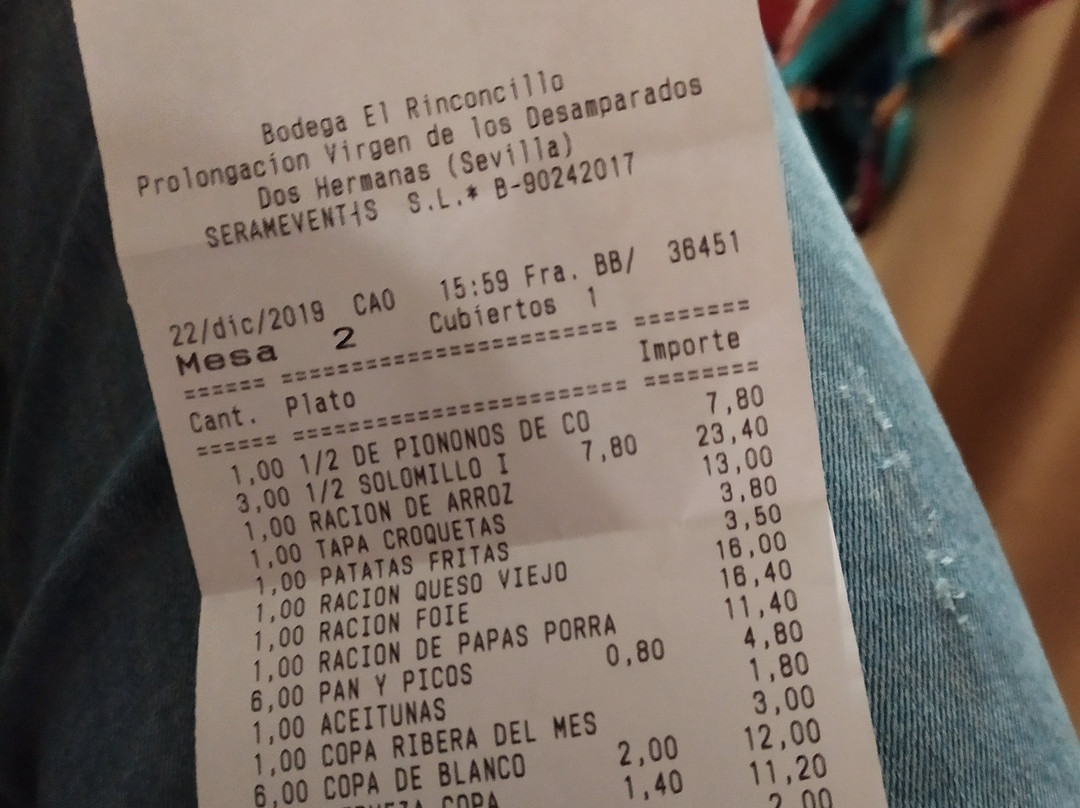 Bodega El Rinconcillo
Prolongacion Virgen de los Desamparados
Dos Hermanas (Sevilla)
SERAMEVENT╡S S.L.* B-90242017
22/dic/2019 CAO 15:59 Fra. BB/ 36451
Mesa 2 Cubiertos 1
====== ======================== ========
Cant. Plato Importe
====== ======================== ========
1,00 1/2 DE PIONONOS DE CO 7,80
3,00 1/2 SOLOMILLO I 7,80 23,40
1,00 RACION DE ARROZ 13,00
1,00 TAPA CROQUETAS 3,80
1,00 PATATAS FRITAS 3,50
1,00 RACION QUESO VIEJO 16,00
1,00 RACION FOIE 16,40
1,00 RACION DE PAPAS PORRA 11,40
6,00 PAN Y PICOS 0,80 4,80
1,00 ACEITUNAS 1,80
1,00 COPA RIBERA DEL MES 3,00
6,00 COPA DE BLANCO 2,00 12,00
COPA 1,40 11,20
2,00